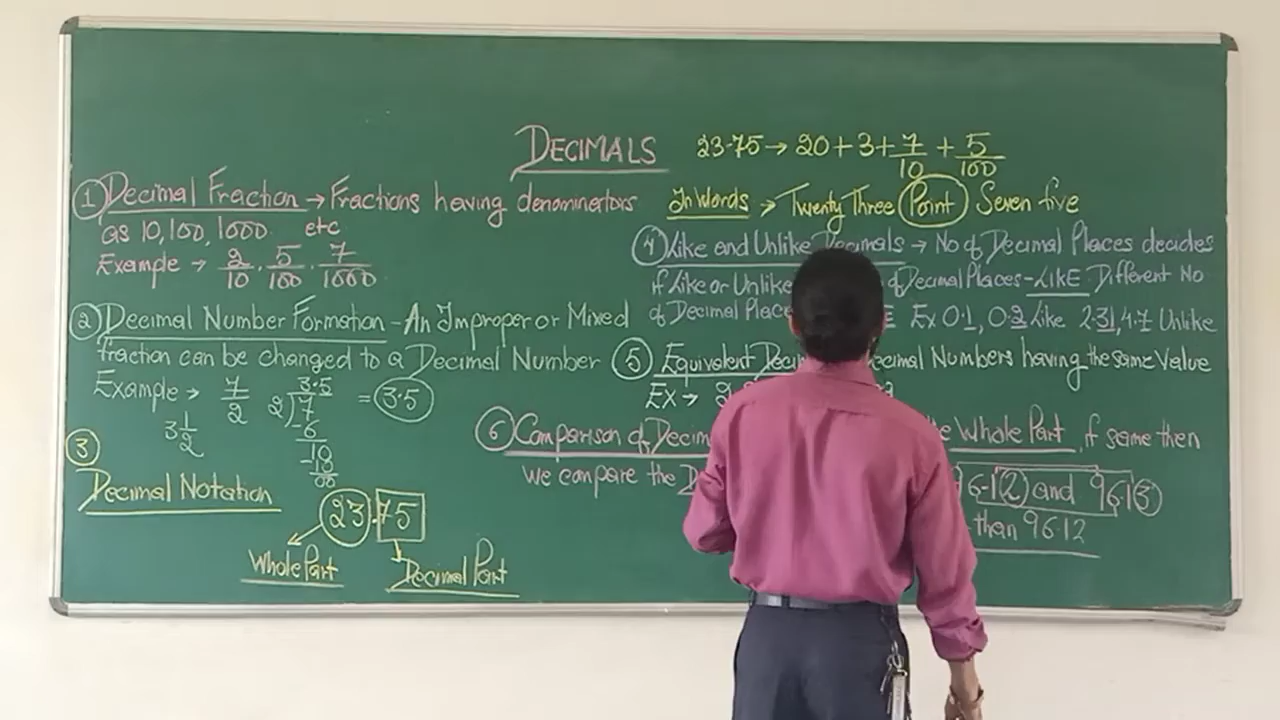 DECIMALS
1 Decimal Fraction → Fractions having denominators
as 10, 100, 1000 etc
Example → 2/10 . 5/100 . 7/1000
2 Decimal Number Formation - An Improper or Mixed
fraction can be changed to a Decimal Number
Example → 7/2 2)7 3.5 = 3.5
3 1/2 6
10
-10
00
3
Decimal Notation
23.75
Whole Part Decimal Part
23.75 → 20 + 3 + 7/10 + 5/100
In Words → Twenty Three Point Seven five
4 Like and Unlike Decimals → No of Decimal Places decides
if Like or Unlike of Decimal Places - LIKE Different No
of Decimal Ex 0.1, 0.3 Like 2.31, 4.7 Unlike
5 Equivalent Numbers having the same Value
Ex →
6 Comparison of Whole Part, if same then
we compare the
and 96.13
than 96.12